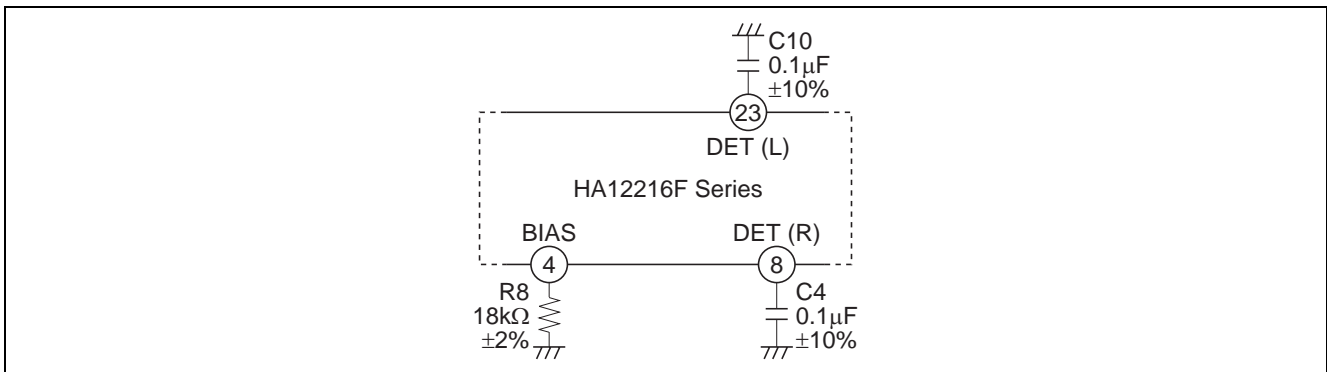 C10
0.1µF
±10%
23
DET (L)
HA12216F Series
BIAS
DET (R)
4
8
R8
18kΩ
±2%
C4
0.1µF
±10%